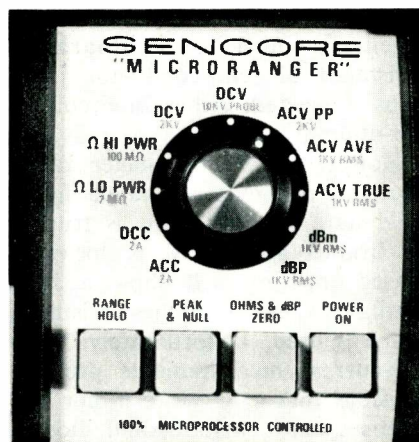 SENCORE
"MICRORANGER"
DCV
10KV PROBE
DCV
2KV
ACV PP
2KV
Ω HI PWR
100 MΩ
ACV AVE
1KV RMS
Ω LO PWR
2 MΩ
ACV TRUE
1KV RMS
DCC
2A
dBm
1KV RMS
ACC
2A
dBP
1KV RMS
RANGE
HOLD
PEAK
& NULL
OHMS & dBP
ZERO
POWER
ON
100% MICROPROCESSOR CONTROLLED